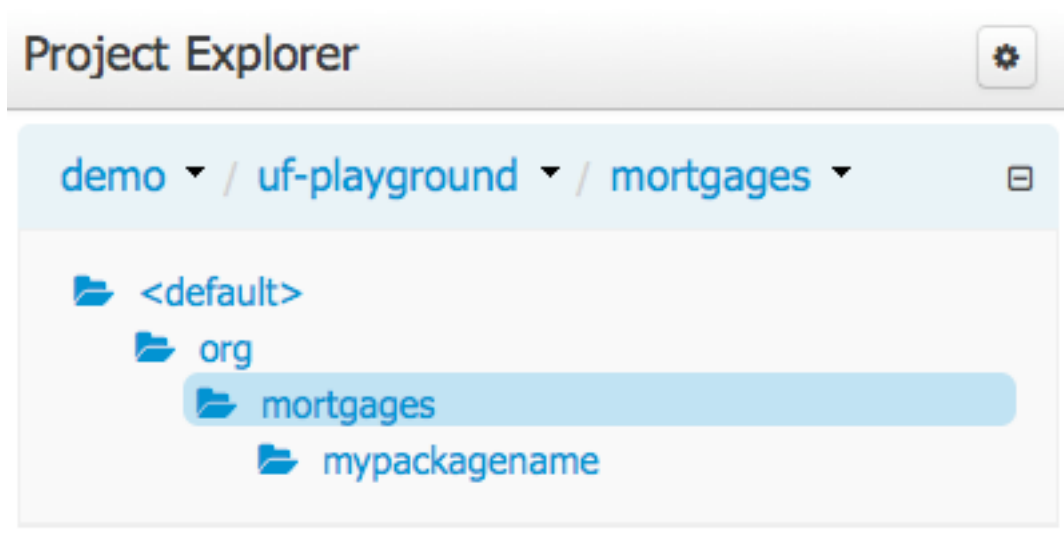 Project Explorer
demo / uf-playground / mortgages
<default>
org
mortgages
mypackagename